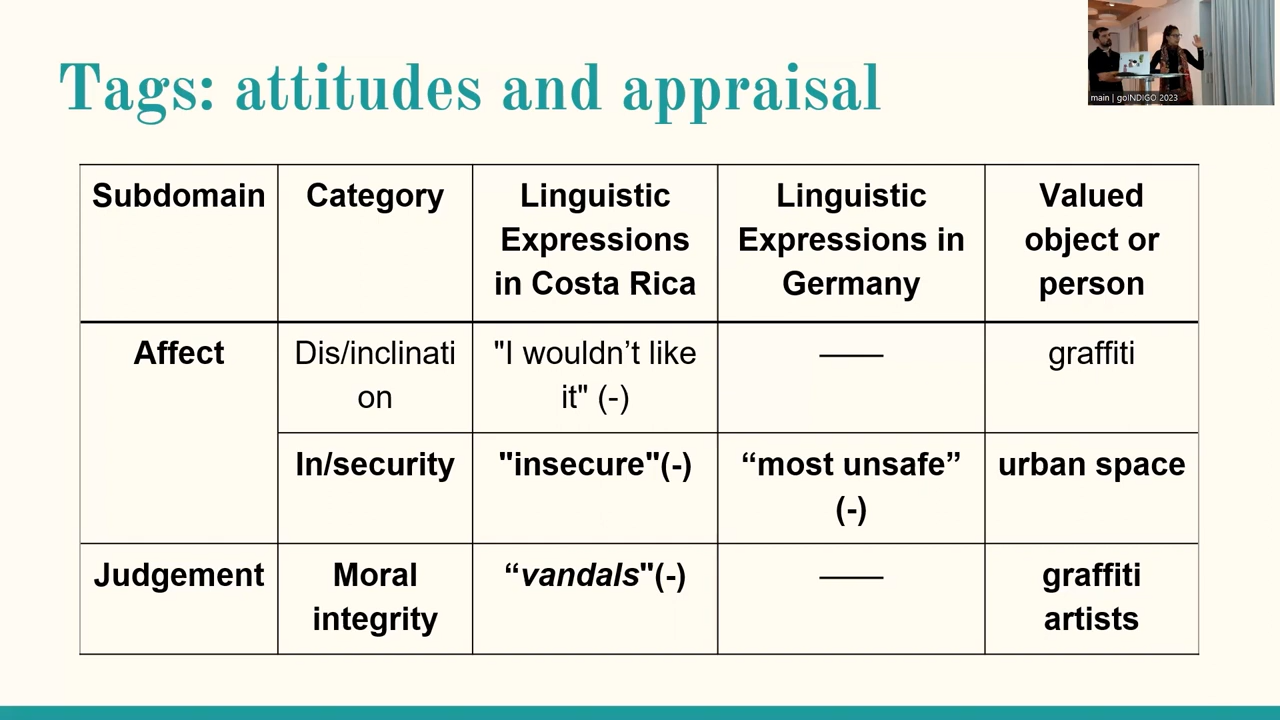 Tags: attitudes and appraisal
main | goINDIGO 2023
Subdomain
Category
Linguistic
Expressions
in Costa Rica
Linguistic
Expressions in
Germany
Valued
object or
person
Affect
Dis/inclinati
on
"I wouldn’t like
it" (-)
——
graffiti
In/security
"insecure"(-)
“most unsafe”
(-)
urban space
Judgement
Moral
integrity
“vandals"(-)
——
graffiti
artists